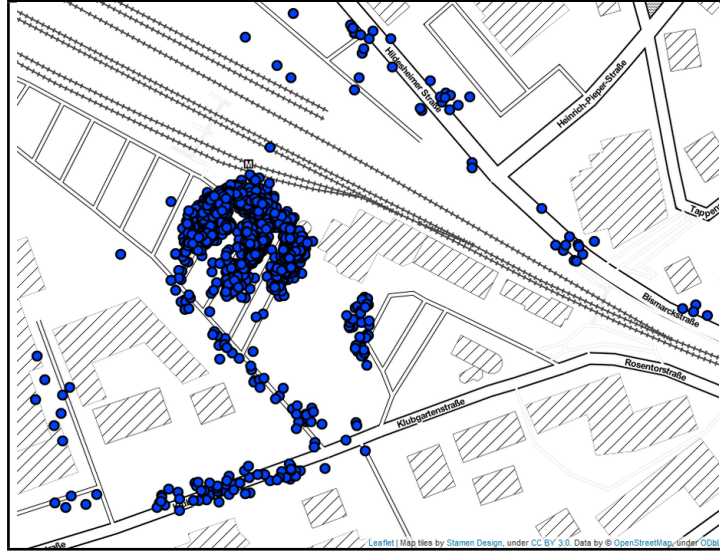 Hildesheimer Straße
Heinrich-Pieper-Straße
Tappen
M
Bismarckstraße
Rosentorstraße
Klubgartenstraße
straße
Leaflet | Map tiles by Stamen Design, under CC BY 3.0. Data by © OpenStreetMap, under ODbL